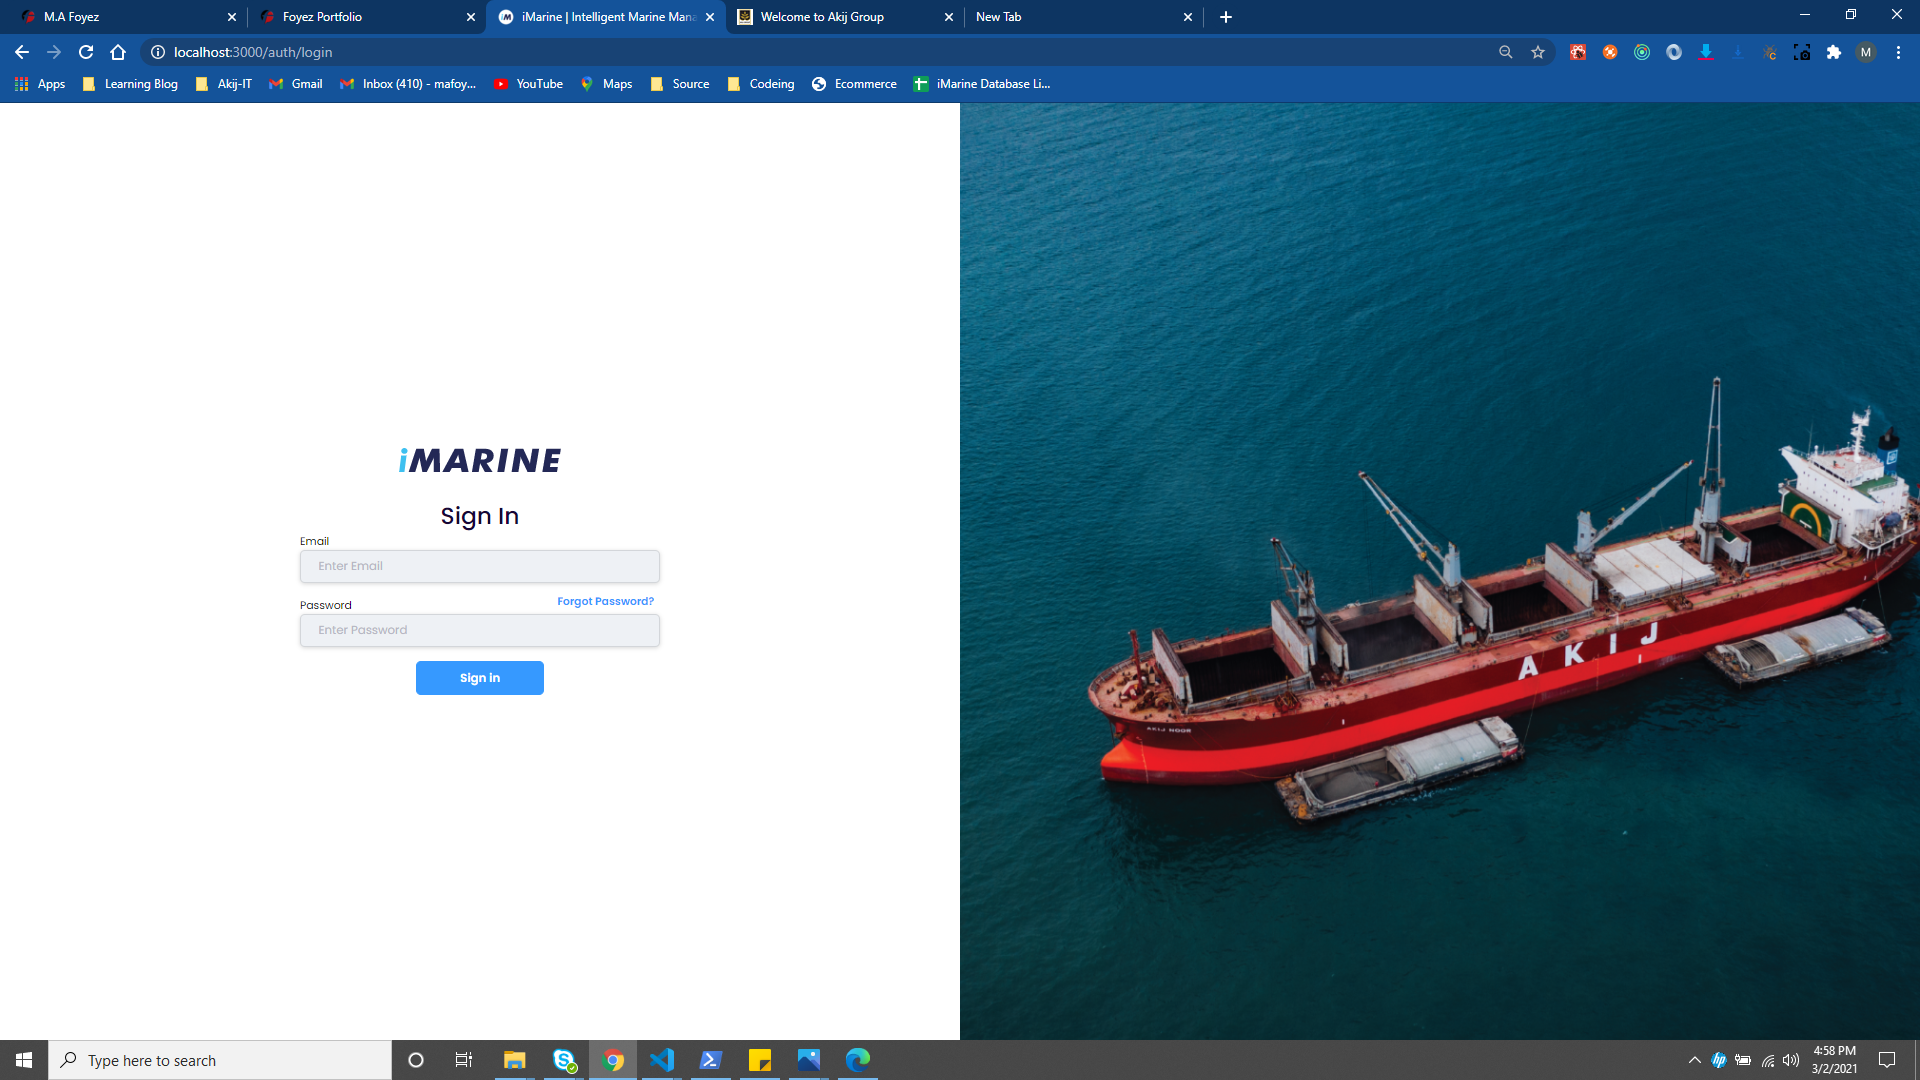 M.A Foyez
Foyez Portfolio
iMarine | Intelligent Marine Mana
Welcome to Akij Group
New Tab
localhost:3000/auth/login
M
Apps
Learning Blog
Akij-IT
Gmail
Inbox (410) - mafoy...
YouTube
Maps
Source
Codeing
Ecommerce
iMarine Database Li...
iMARINE
Sign In
Email
Enter Email
Password
Forgot Password?
Enter Password
Sign in
AKIJ
AKIJ NOOR
Type here to search
hp
4:58 PM
3/2/2021